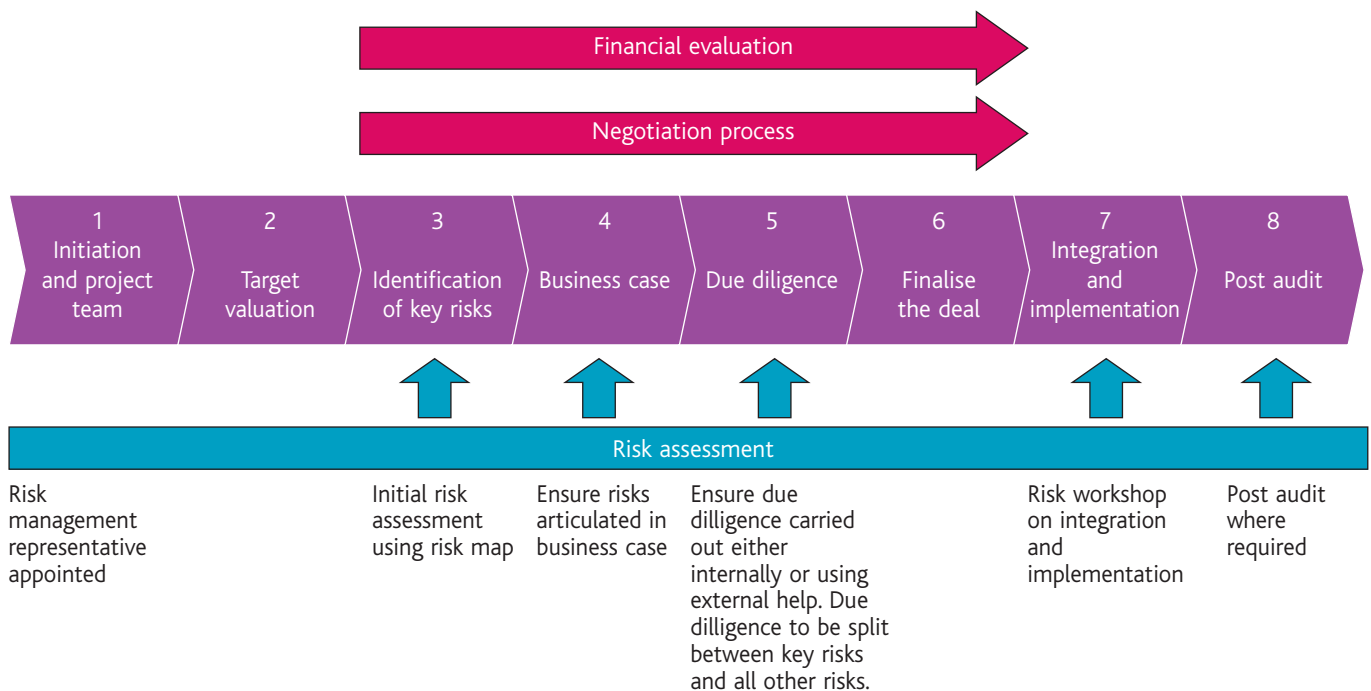 Financial evaluation
Negotiation process
1
Initiation
and project
team
2
Target
valuation
3
Identification
of key risks
4
Business case
5
Due diligence
6
Finalise
the deal
7
Integration
and
implementation
8
Post audit
Risk assessment
Risk
management
representative
appointed
Initial risk
assessment
using risk map
Ensure risks
articulated in
business case
Ensure due
dilligence carried
out either
internally or using
external help. Due
dilligence to be split
between key risks
and all other risks.
Risk workshop
on integration
and
implementation
Post audit
where
required